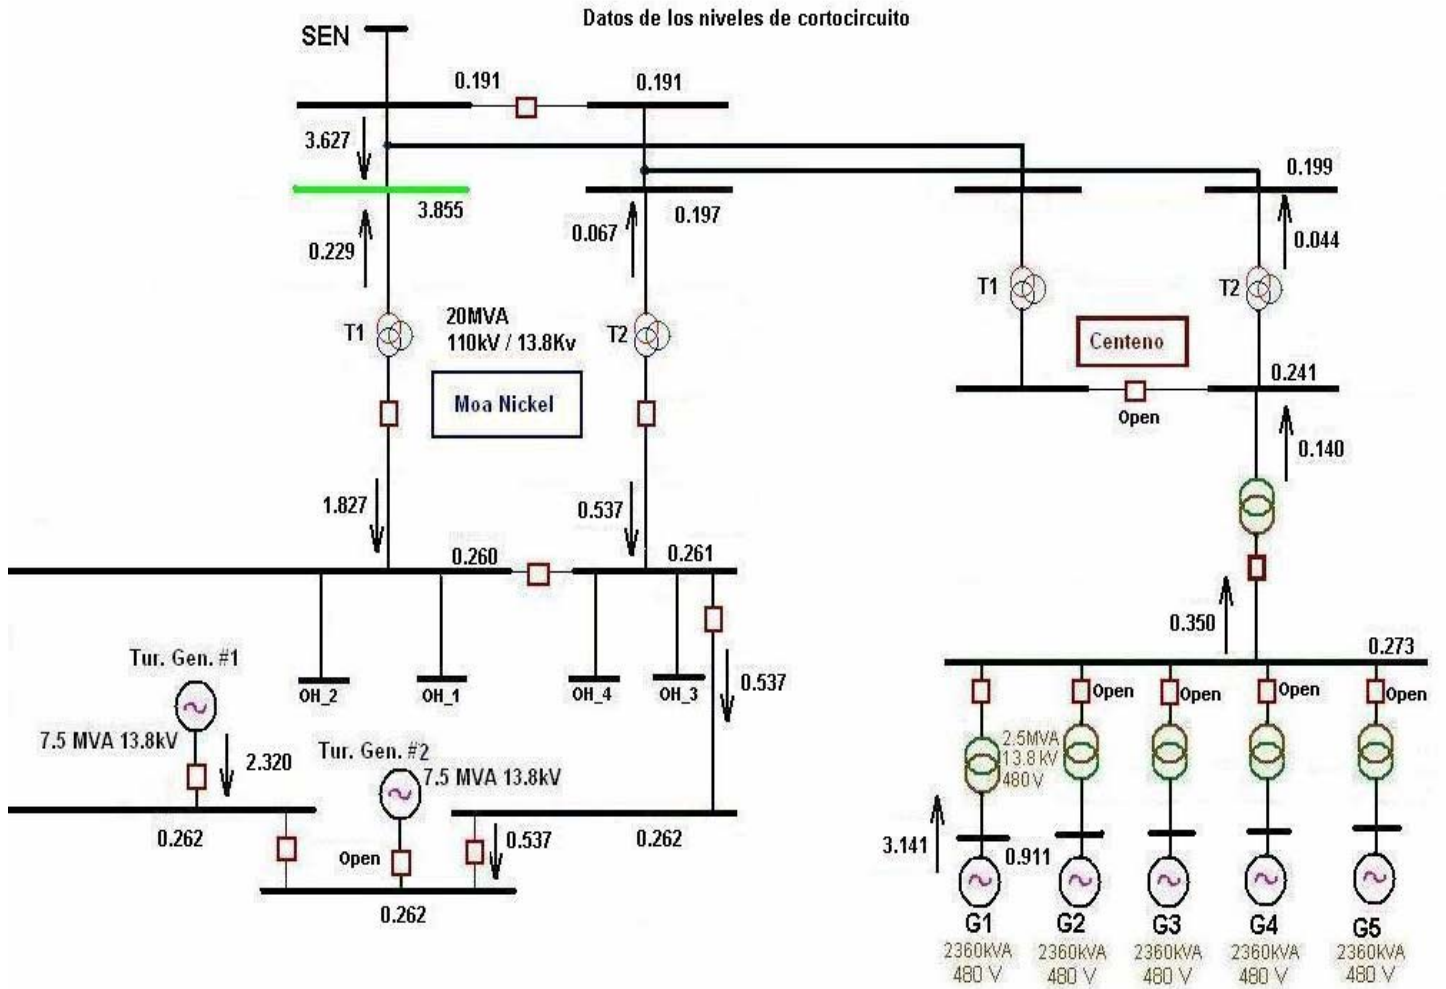 Datos de los niveles de cortocircuito
SEN
0.191
0.191
3.627
3.855
0.229
0.067
0.197
0.199
0.044
T1
20MVA
110kV / 13.8Kv
T2
T1
T2
Moa Nickel
Centeno
0.241
Open
0.140
1.827
0.537
0.260
0.261
0.350
0.273
OH_2
OH_1
OH_4
OH_3
0.537
Tur. Gen. #1
7.5 MVA 13.8kV
2.320
Tur. Gen. #2
7.5 MVA 13.8kV
0.262
Open
0.537
0.262
0.262
Open
Open
Open
Open
2.5MVA
13.8 kV
480 V
3.141
0.911
G1
G2
G3
G4
G5
2360kVA
480 V
2360kVA
480 V
2360kVA
480 V
2360kVA
480 V
2360kVA
480 V